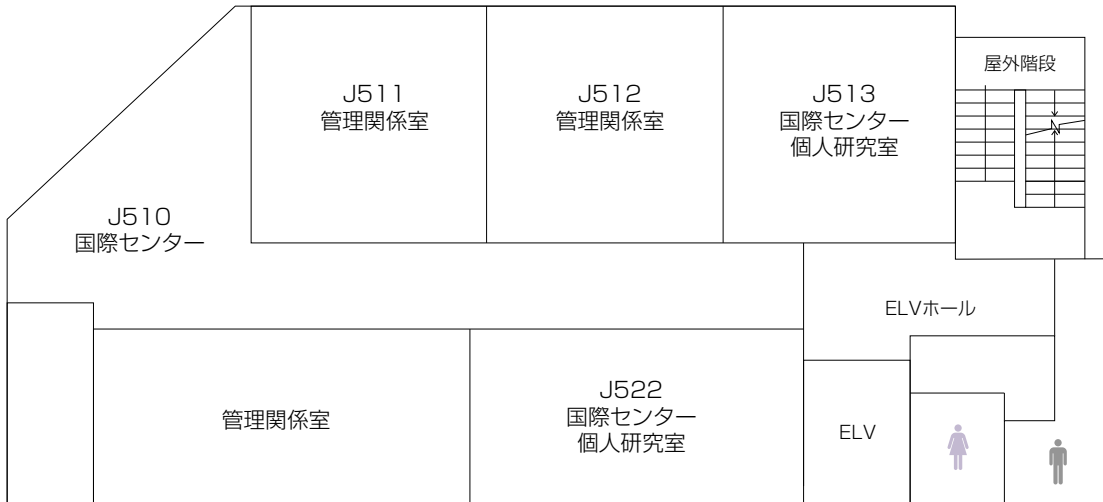 屋外階段
J511
管理関係室
J512
管理関係室
J513
国際センター
個人研究室
J510
国際センター
ELVホール
管理関係室
J522
国際センター
個人研究室
ELV